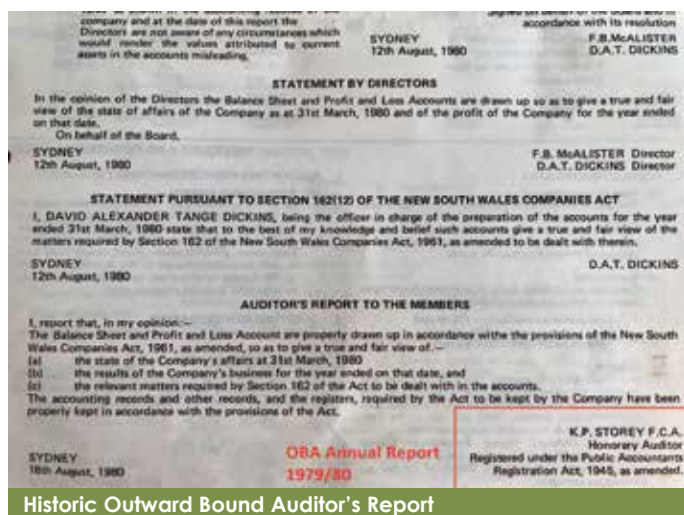 company and at the date of this report the
Directors are not aware of any circumstances which
would render the values attributed to current
assets in the accounts misleading.
accordance with its resolution
SYDNEY
12th August, 1980
F.B.McALISTER
D.A.T. DICKINS
STATEMENT BY DIRECTORS
In the opinion of the Directors the Balance Sheet and Profit and Loss Accounts are drawn up so as to give a true and fair
view of the state of affairs of the Company as at 31st March, 1980 and of the profit of the Company for the year ended
on that date.
On behalf of the Board,
SYDNEY
12th August, 1980
F.B. McALISTER Director
D.A.T. DICKINS Director
STATEMENT PURSUANT TO SECTION 162(12) OF THE NEW SOUTH WALES COMPANIES ACT
I, DAVID ALEXANDER TANGE DICKINS, being the officer in charge of the preparation of the accounts for the year
ended 31st March, 1980 state that to the best of my knowledge and belief such accounts give a true and fair view of the
matters required by Section 162 of the New South Wales Companies Act, 1961, as amended to be dealt with therein.
SYDNEY
12th August, 1980
D.A.T. DICKINS
AUDITOR'S REPORT TO THE MEMBERS
I, report that, in my opinion:—
The Balance Sheet and Profit and Loss Account are properly drawn up in accordance withe the provisions of the New South
Wales Companies Act, 1961, as amended, so as to give a true and fair view of.—
(a) the state of the Company's affairs at 31st March, 1980
(b) the results of the Company's business for the year ended on that date, and
(c) the relevant matters required by Section 162 of the Act to be dealt with in the accounts.
The accounting records and other records, and the registers, required by the Act to be kept by the Company have been
properly kept in accordance with the provisions of the Act.
SYDNEY
August, 1980
OBA Annual Report
1979/80
K.P. STOREY F.C.A.
Honorary Auditor
Registered under the Public Accountants
Registration Act, 1945, as amended.
Historic Outward Bound Auditor's Report